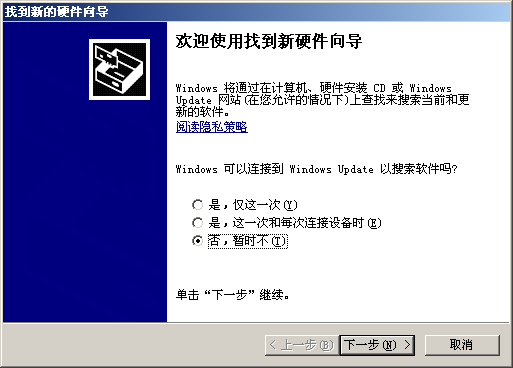 找到新的硬件向导
欢迎使用找到新硬件向导
Windows 将通过在计算机、硬件安装 CD 或 Windows
Update 网站(在您允许的情况下)上查找来搜索当前和更
新的软件。
阅读隐私策略
Windows 可以连接到 Windows Update 以搜索软件吗?
是，仅这一次(Y)
是，这一次和每次连接设备时(E)
否，暂时不(T)
单击“下一步”继续。
< 上一步(B) 下一步(N) > 取消